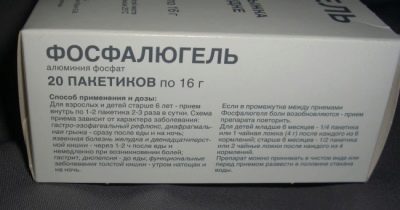 по 16 г
ФОСФАЛЮГЕЛЬ
алюминия фосфат
20 ПАКЕТИКОВ по 16 г
Способ применения и дозы:
Для взрослых и детей старше 6 лет - прием
внутрь по 1-2 пакетика 2-3 раза в сутки. Схема
приема зависит от характера заболевания:
гастро-эзофагеальный рефлюкс, диафрагмаль-
ная грыжа - сразу после еды и на ночь,
язвенная болезнь желудка и двенадцатиперст-
ной кишки - через 1-2 ч после еды и
немедленно при возникновении болей,
гастрит, диспепсия - до еды; функциональные
заболевания толстой кишки - утром натощак и
на ночь.
Если в промежутке между приемами
Фосфалюгеля боли возобновляются - прием
препарата повторить.
Для детей младше 6 месяцев - 1/4 пакетика
или 1 чайная ложка (4 г) после каждого из 6
кормлений, старше 6 месяцев - 1/2 пакетика
или 2 чайные ложки после каждого из 4
кормлений.
Препарат можно принимать в чистом виде или
перед приемом развести в половине стакана
воды.